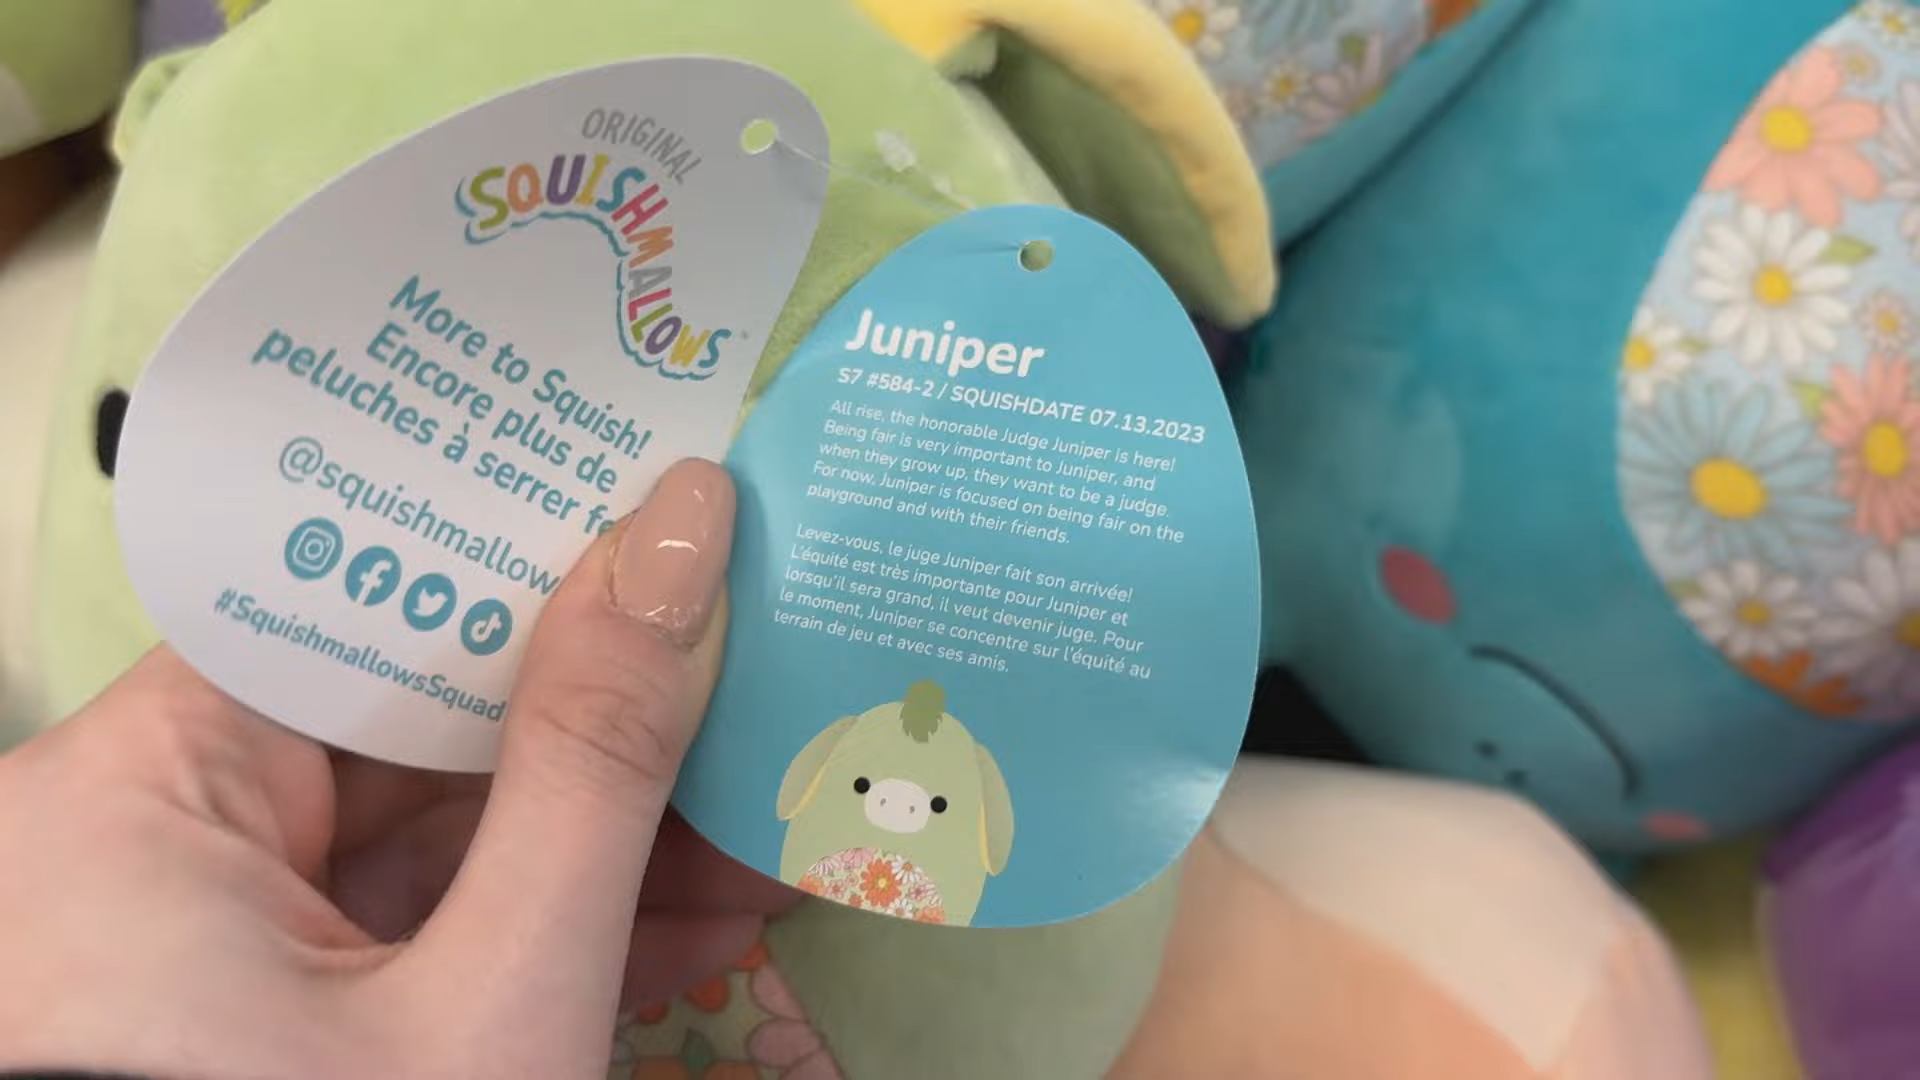 ORIGINAL
SQUISHMALLOWS
More to Squish!
Encore plus de
peluches à serrer
@squishmallow
#SquishmallowsSquad
Juniper
S7 #584-2 / SQUISHDATE 07.13.2023
All rise, the honorable Judge Juniper is here!
Being fair is very important to Juniper, and
when they grow up, they want to be a judge.
For now, Juniper is focused on being fair on the
playground and with their friends.
Levez-vous, le juge Juniper fait son arrivée!
L'équité est très importante pour Juniper et
lorsqu'il sera grand, il veut devenir juge. Pour
le moment, Juniper se concentre sur l'équité au
terrain de jeu et avec ses amis.